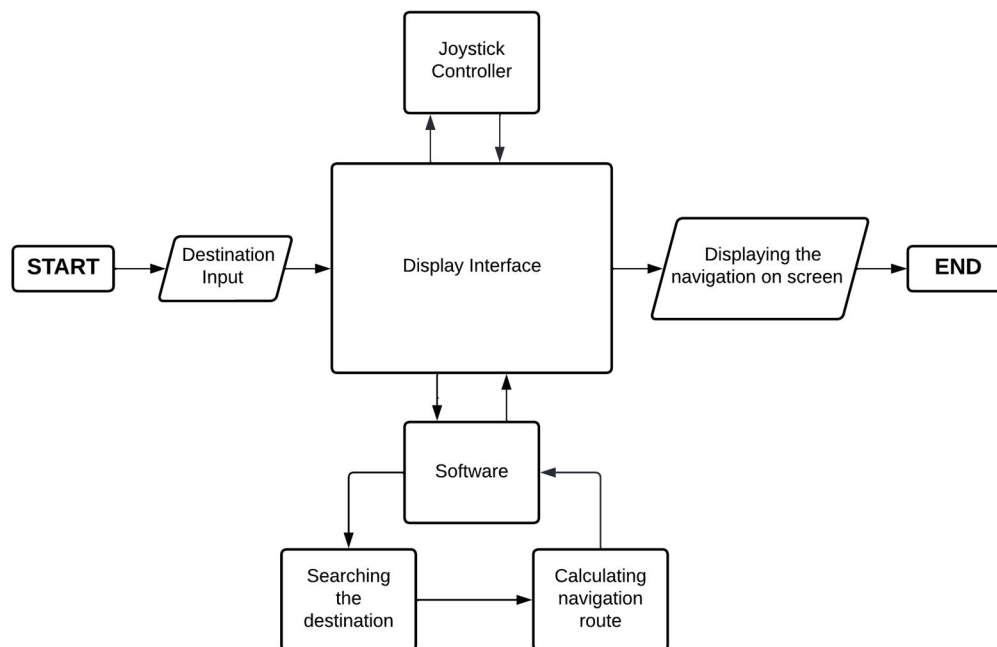 Joystick
Controller
START
Destination
Input
Display Interface
Displaying the
navigation on screen
END
Software
Searching
the
destination
Calculating
navigation
route